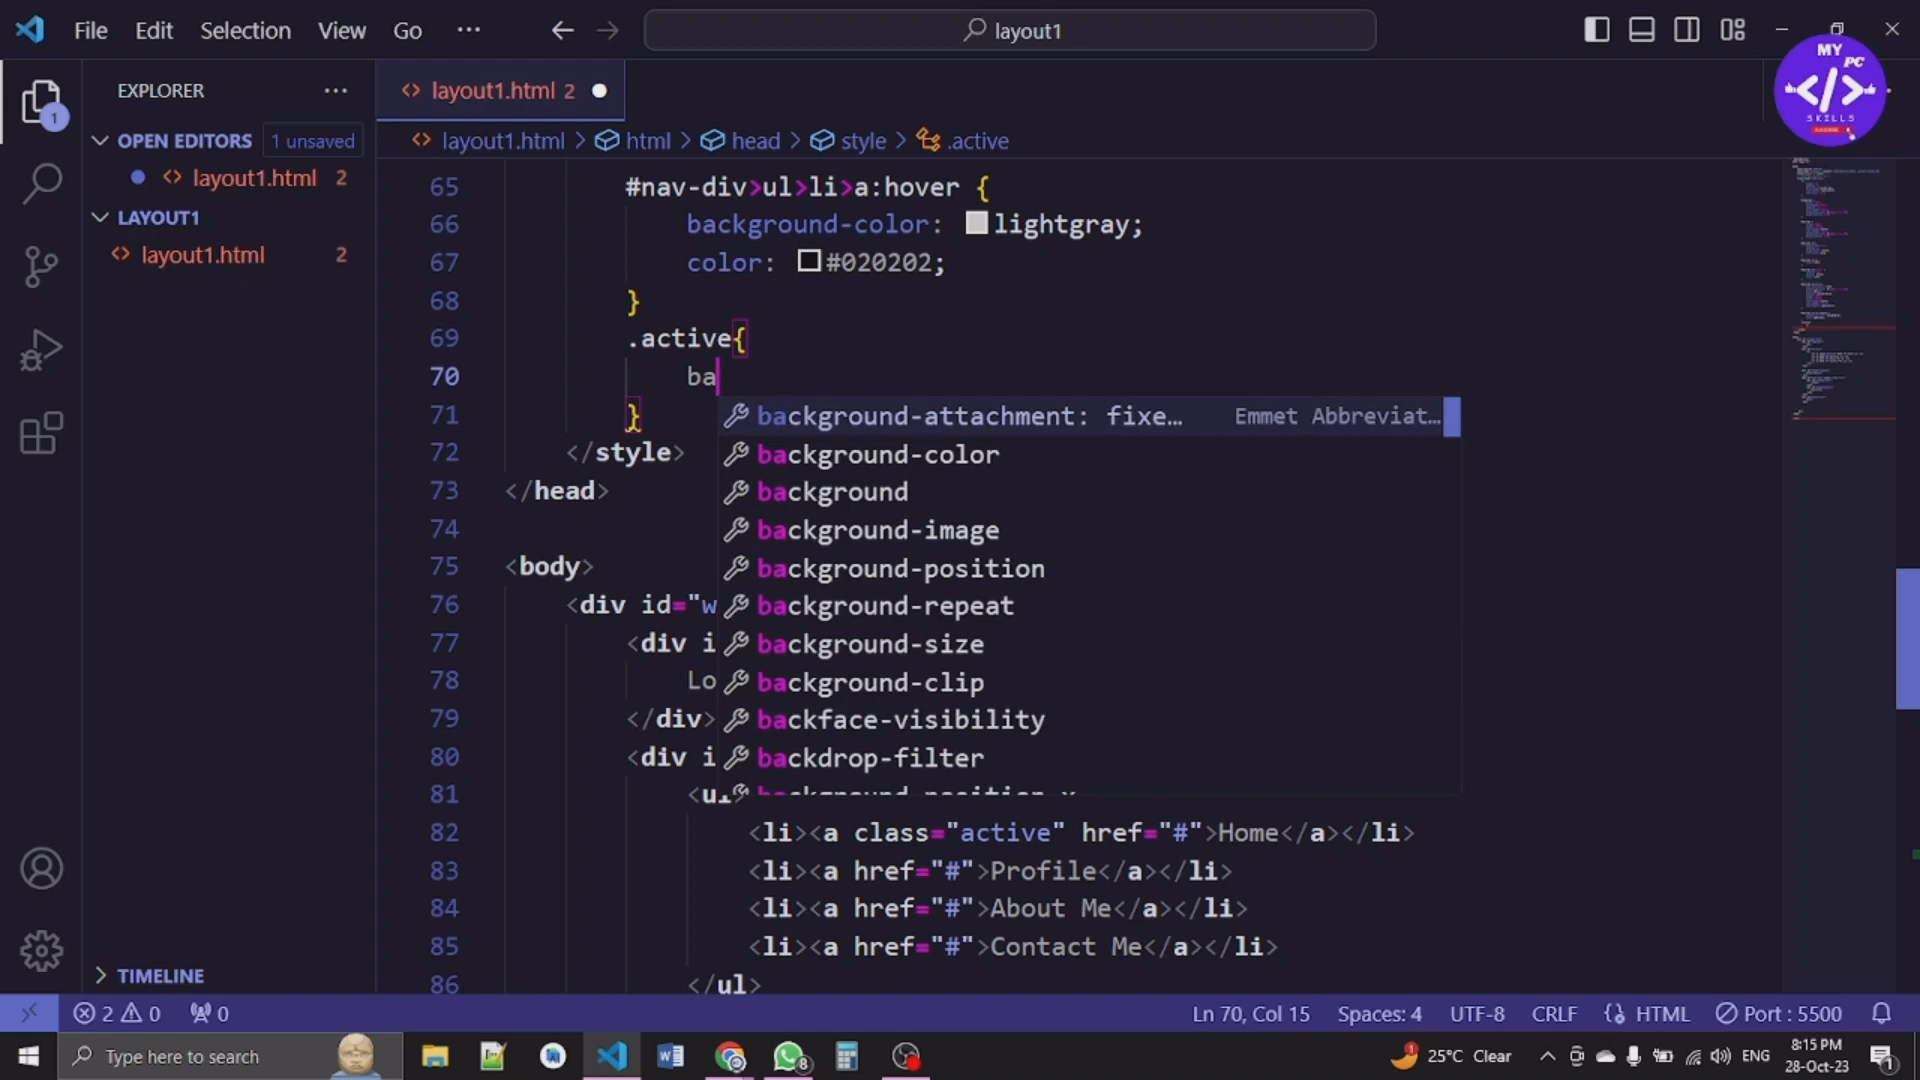 File Edit Selection View Go ··· layout1
MY
PC
</>
SKILLS
EXPLORER ···
layout1.html 2
OPEN EDITORS 1 unsaved
layout1.html 2
LAYOUT1
layout1.html 2
TIMELINE
1
layout1.html > html > head > style > .active
65 #nav-div>ul>li>a:hover {
66 background-color: lightgray;
67 color: #020202;
68 }
69 .active{
70 ba
71 }
72 </style>
73 </head>
74
75 <body>
76 <div id="w
77 <div i
78 Lo
79 </div>
80 <div i
81 <ul
82 <li><a class="active" href="#">Home</a></li>
83 <li><a href="#">Profile</a></li>
84 <li><a href="#">About Me</a></li>
85 <li><a href="#">Contact Me</a></li>
86 </ul>
background-attachment: fixe… Emmet Abbreviat…
background-color
background
background-image
background-position
background-repeat
background-size
background-clip
backface-visibility
backdrop-filter
background-position-x
2 0 0 Ln 70, Col 15 Spaces: 4 UTF-8 CRLF HTML Port : 5500
Type here to search 8 25°C Clear ENG 8:15 PM
28-Oct-23
1